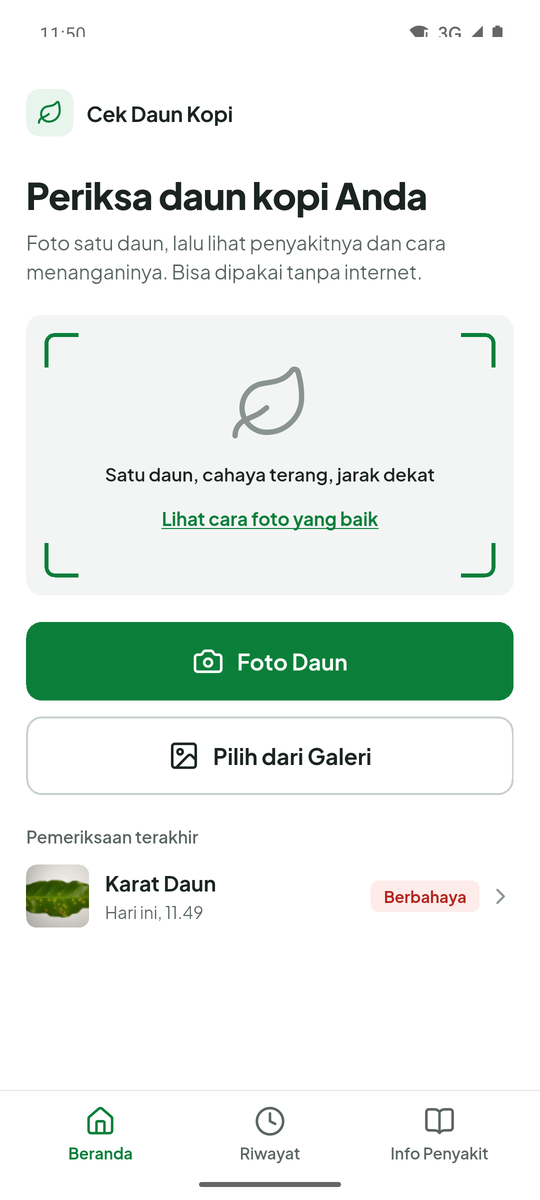 11:50 3G
Cek Daun Kopi
Periksa daun kopi Anda
Foto satu daun, lalu lihat penyakitnya dan cara
menanganinya. Bisa dipakai tanpa internet.
Satu daun, cahaya terang, jarak dekat
Lihat cara foto yang baik
Foto Daun
Pilih dari Galeri
Pemeriksaan terakhir
Karat Daun
Hari ini, 11.49
Berbahaya
Beranda
Riwayat
Info Penyakit